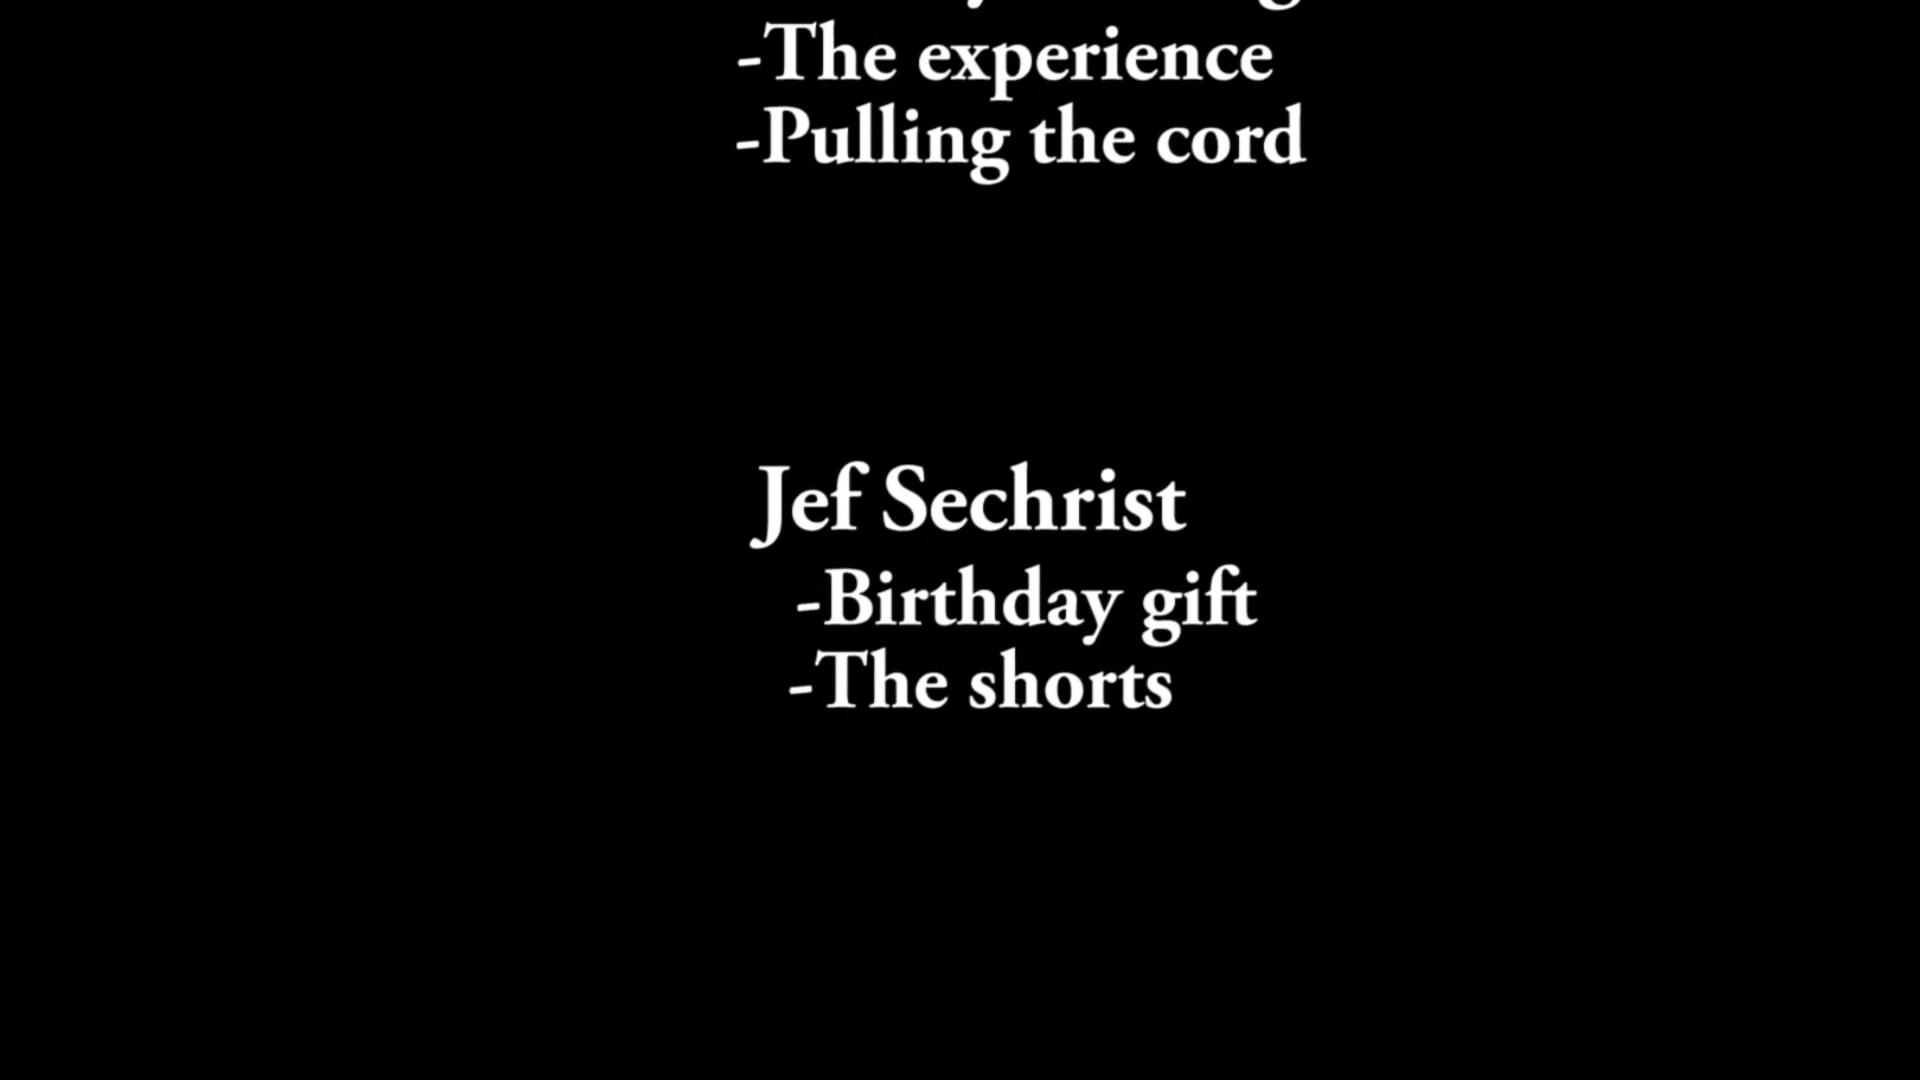 -The experience
-Pulling the cord
Jef Sechrist
-Birthday gift
-The shorts